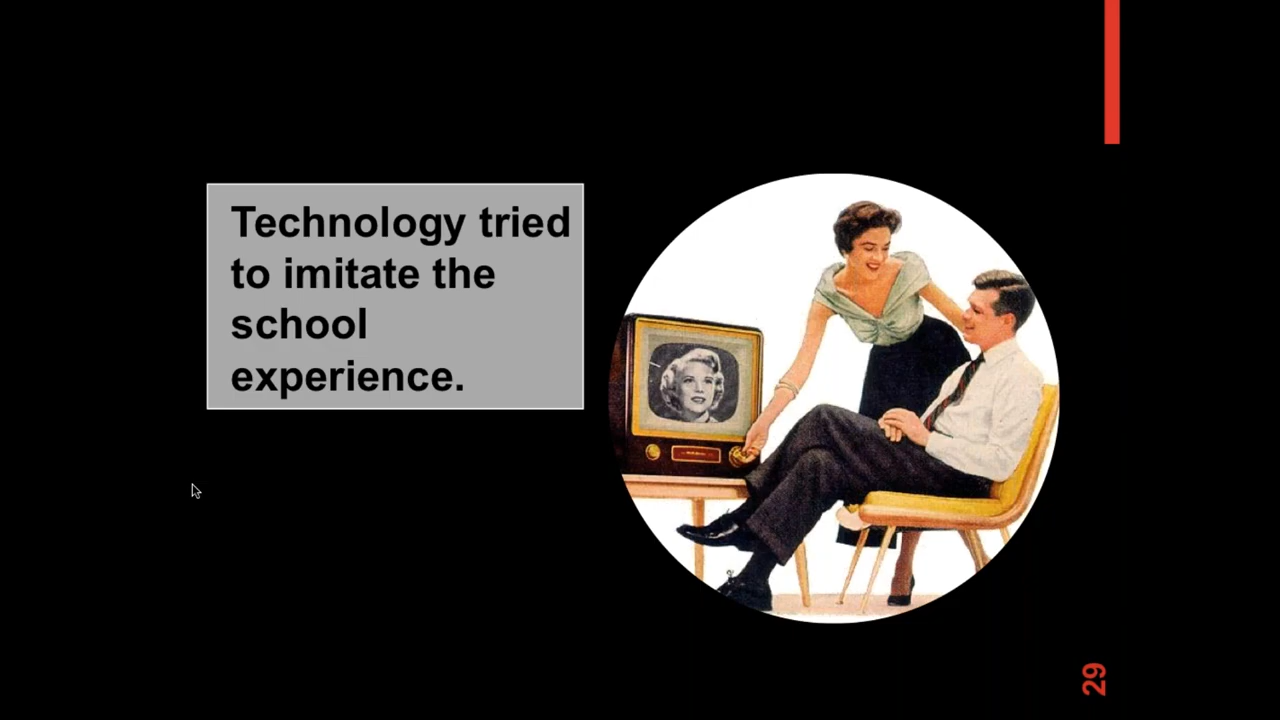 Technology tried
to imitate the
school
experience.
29